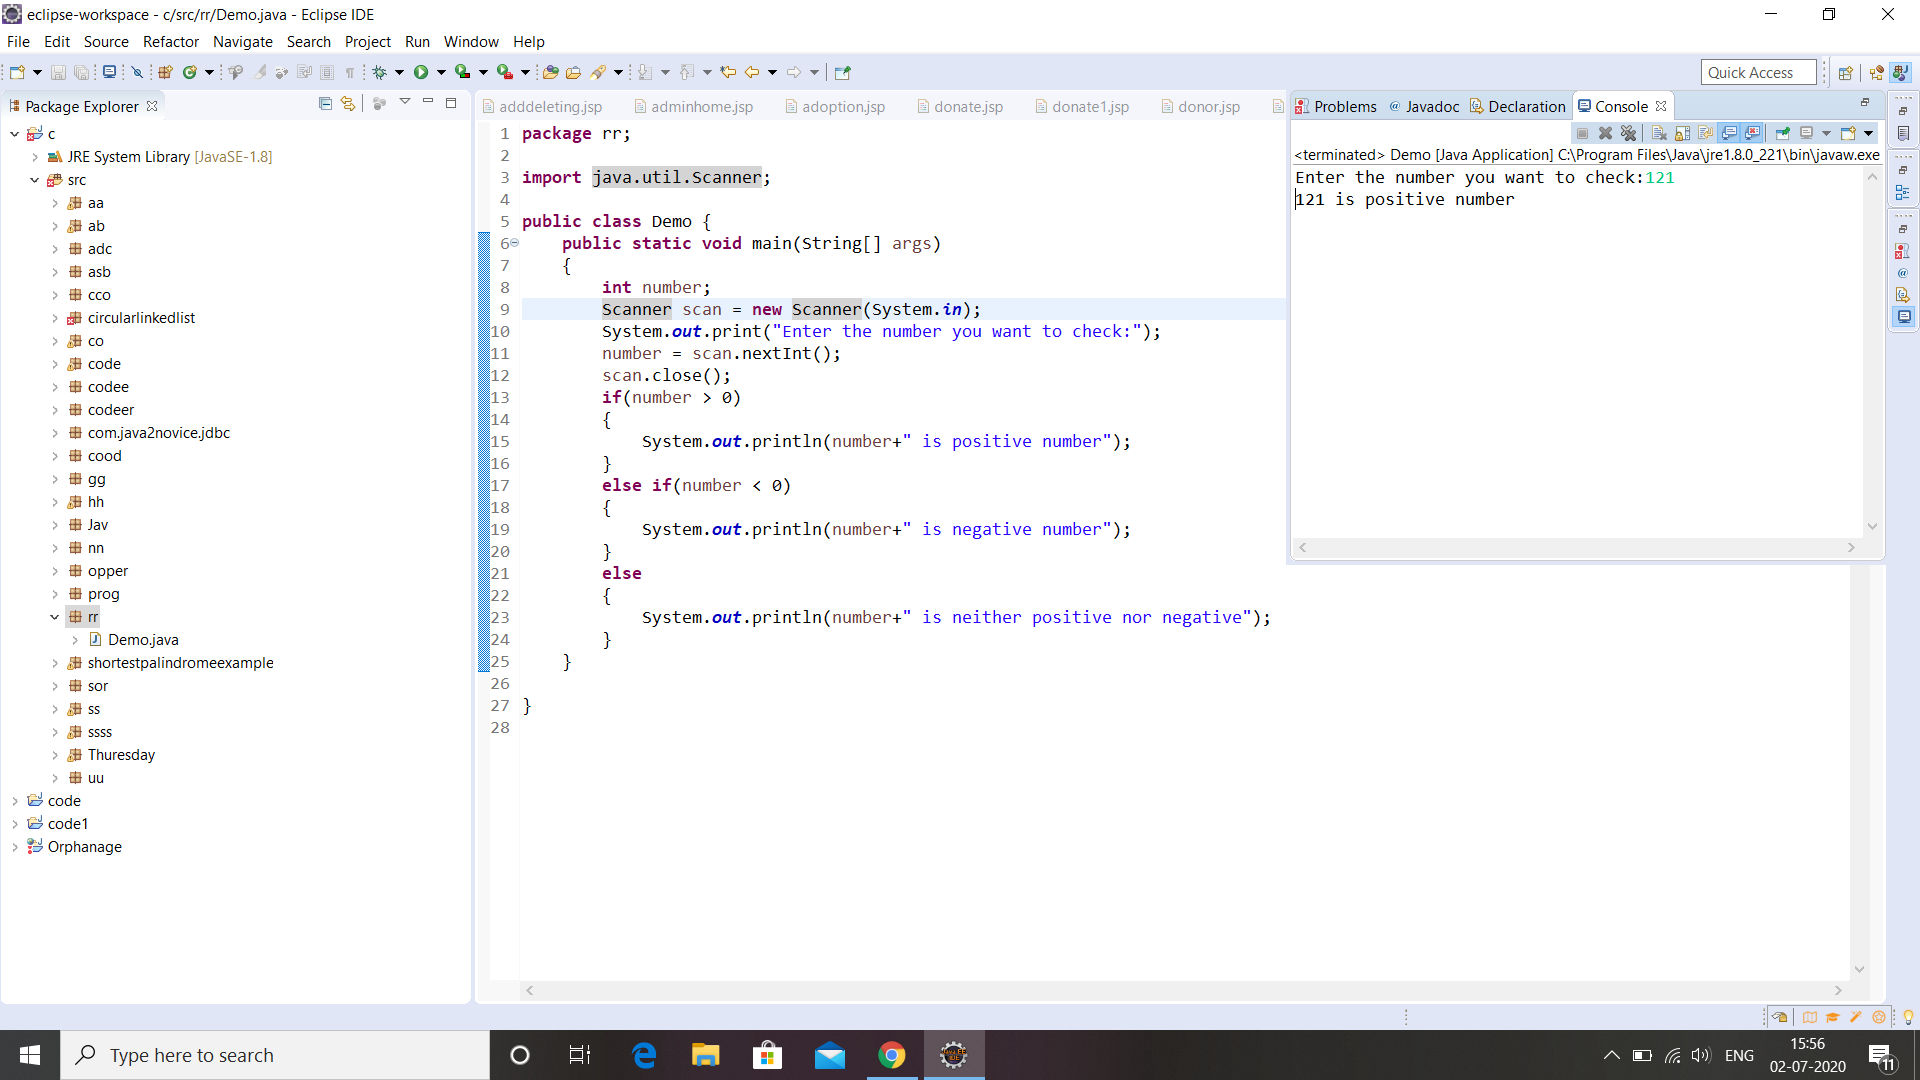 eclipse-workspace - c/src/rr/Demo.java - Eclipse IDE
File Edit Source Refactor Navigate Search Project Run Window Help
Quick Access
Package Explorer
c
JRE System Library [JavaSE-1.8]
src
aa
ab
adc
asb
cco
circularlinkedlist
co
code
codee
codeer
com.java2novice.jdbc
cood
gg
hh
Jav
nn
opper
prog
rr
Demo.java
shortestpalindromeexample
sor
ss
ssss
Thuresday
uu
code
code1
Orphanage
adddeleting.jsp adminhome.jsp adoption.jsp donate.jsp donate1.jsp donor.jsp
1 package rr;
2
3 import java.util.Scanner;
4
5 public class Demo {
6 public static void main(String[] args)
7 {
8 int number;
9 Scanner scan = new Scanner(System.in);
10 System.out.print("Enter the number you want to check:");
11 number = scan.nextInt();
12 scan.close();
13 if(number > 0)
14 {
15 System.out.println(number+" is positive number");
16 }
17 else if(number < 0)
18 {
19 System.out.println(number+" is negative number");
20 }
21 else
22 {
23 System.out.println(number+" is neither positive nor negative");
24 }
25 }
26
27 }
28
Problems @ Javadoc Declaration Console
<terminated> Demo [Java Application] C:\Program Files\Java\jre1.8.0_221\bin\javaw.exe
Enter the number you want to check:121
121 is positive number
Type here to search
ENG
15:56
02-07-2020
11